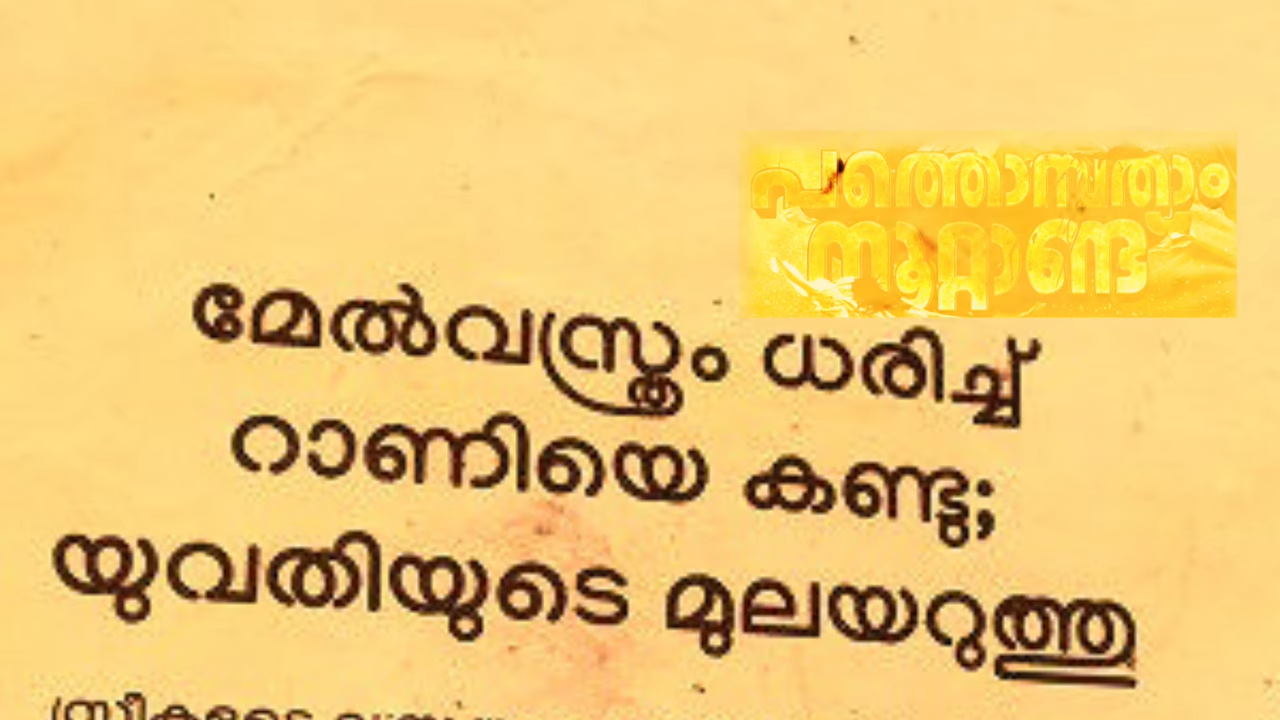 പത്തൊമ്പതാം
നൂറ്റാണ്ട്
മേൽവസ്ത്രം ധരിച്ച്
റാണിയെ കണ്ടു;
യുവതിയുടെ മുലയറുത്തു